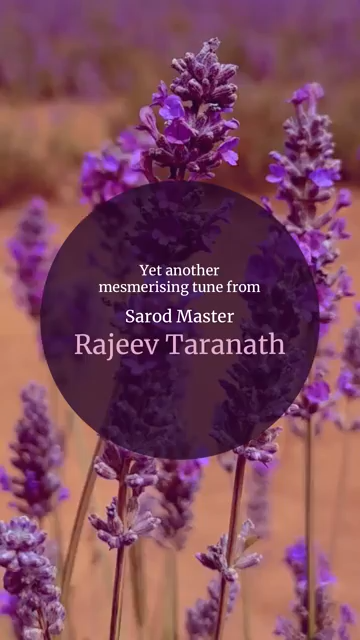 Yet another
mesmerising tune from
Sarod Master
Rajeev Taranath